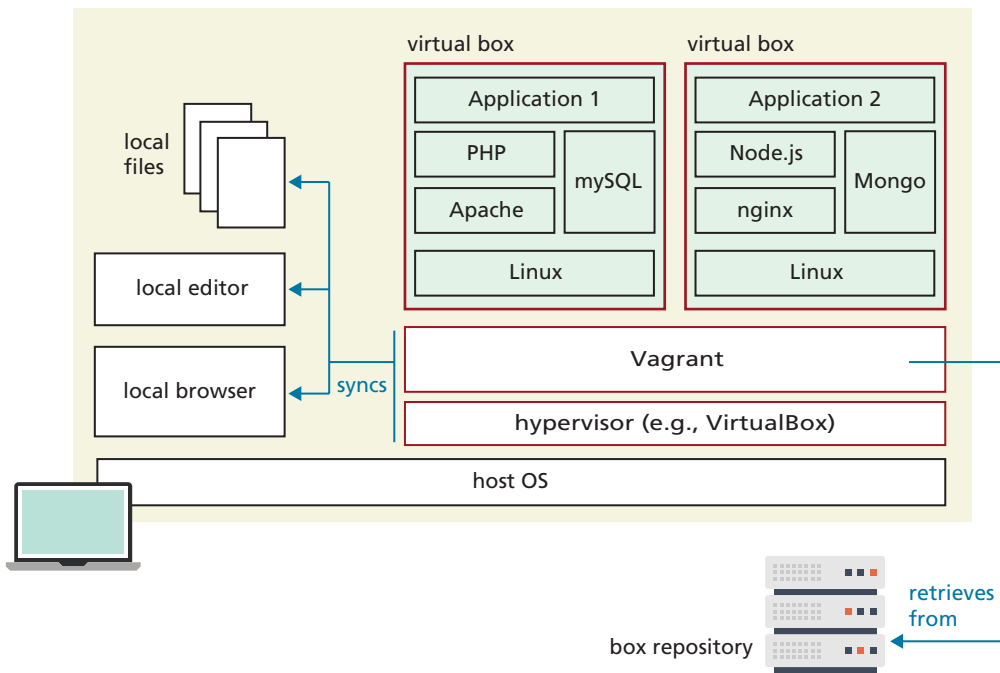 virtual box
virtual box
Application 1
PHP
mySQL
Apache
Linux
Application 2
Node.js
Mongo
nginx
Linux
local
files
local editor
local browser
syncs
Vagrant
hypervisor (e.g., VirtualBox)
host OS
retrieves
from
box repository